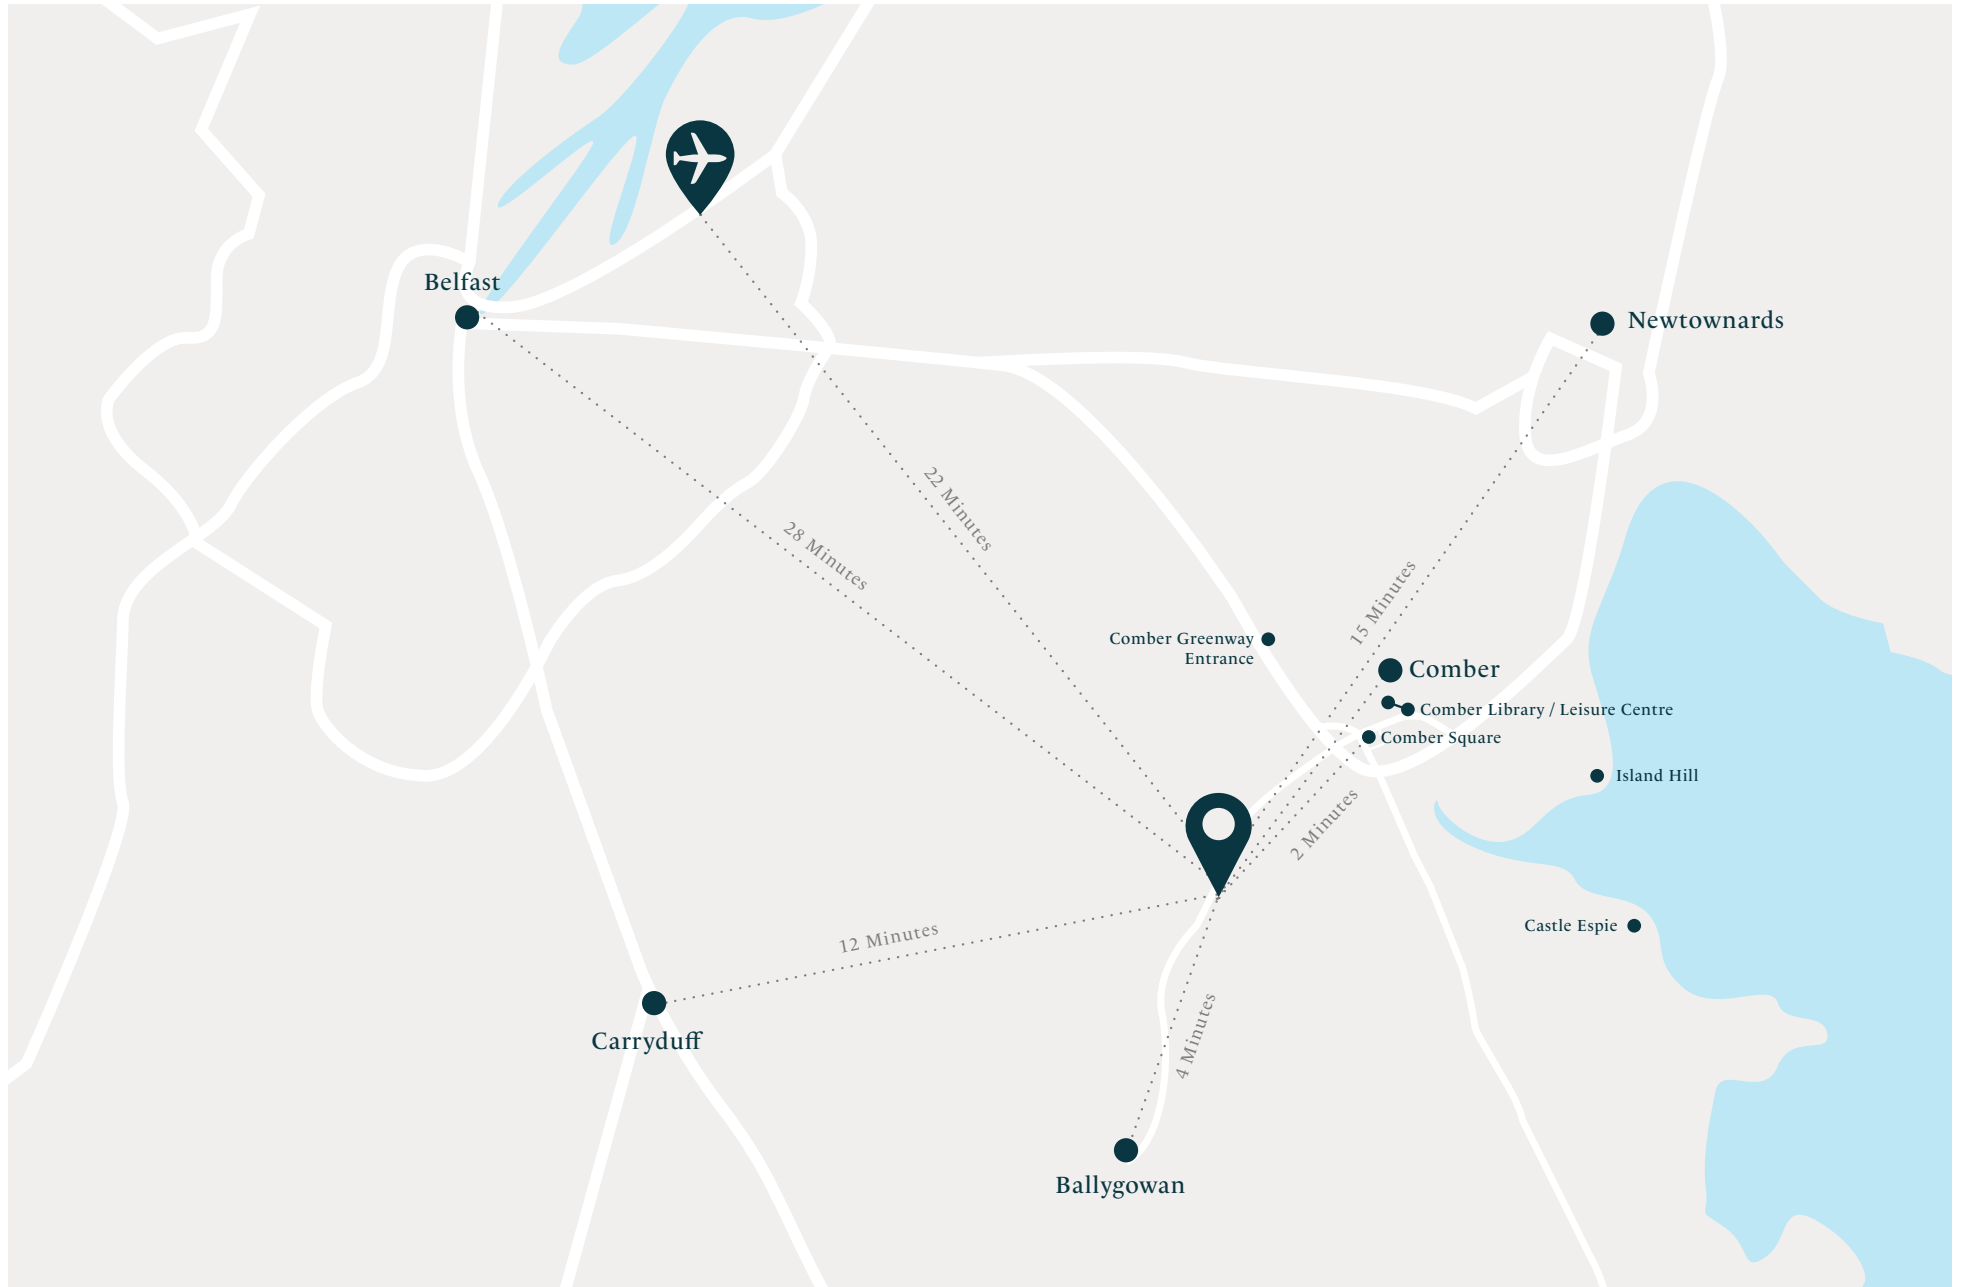 Belfast
Newtownards
22 Minutes
28 Minutes
15 Minutes
Comber Greenway
Entrance
Comber
Comber Library / Leisure Centre
Comber Square
Island Hill
2 Minutes
Castle Espie
12 Minutes
4 Minutes
Carryduff
Ballygowan